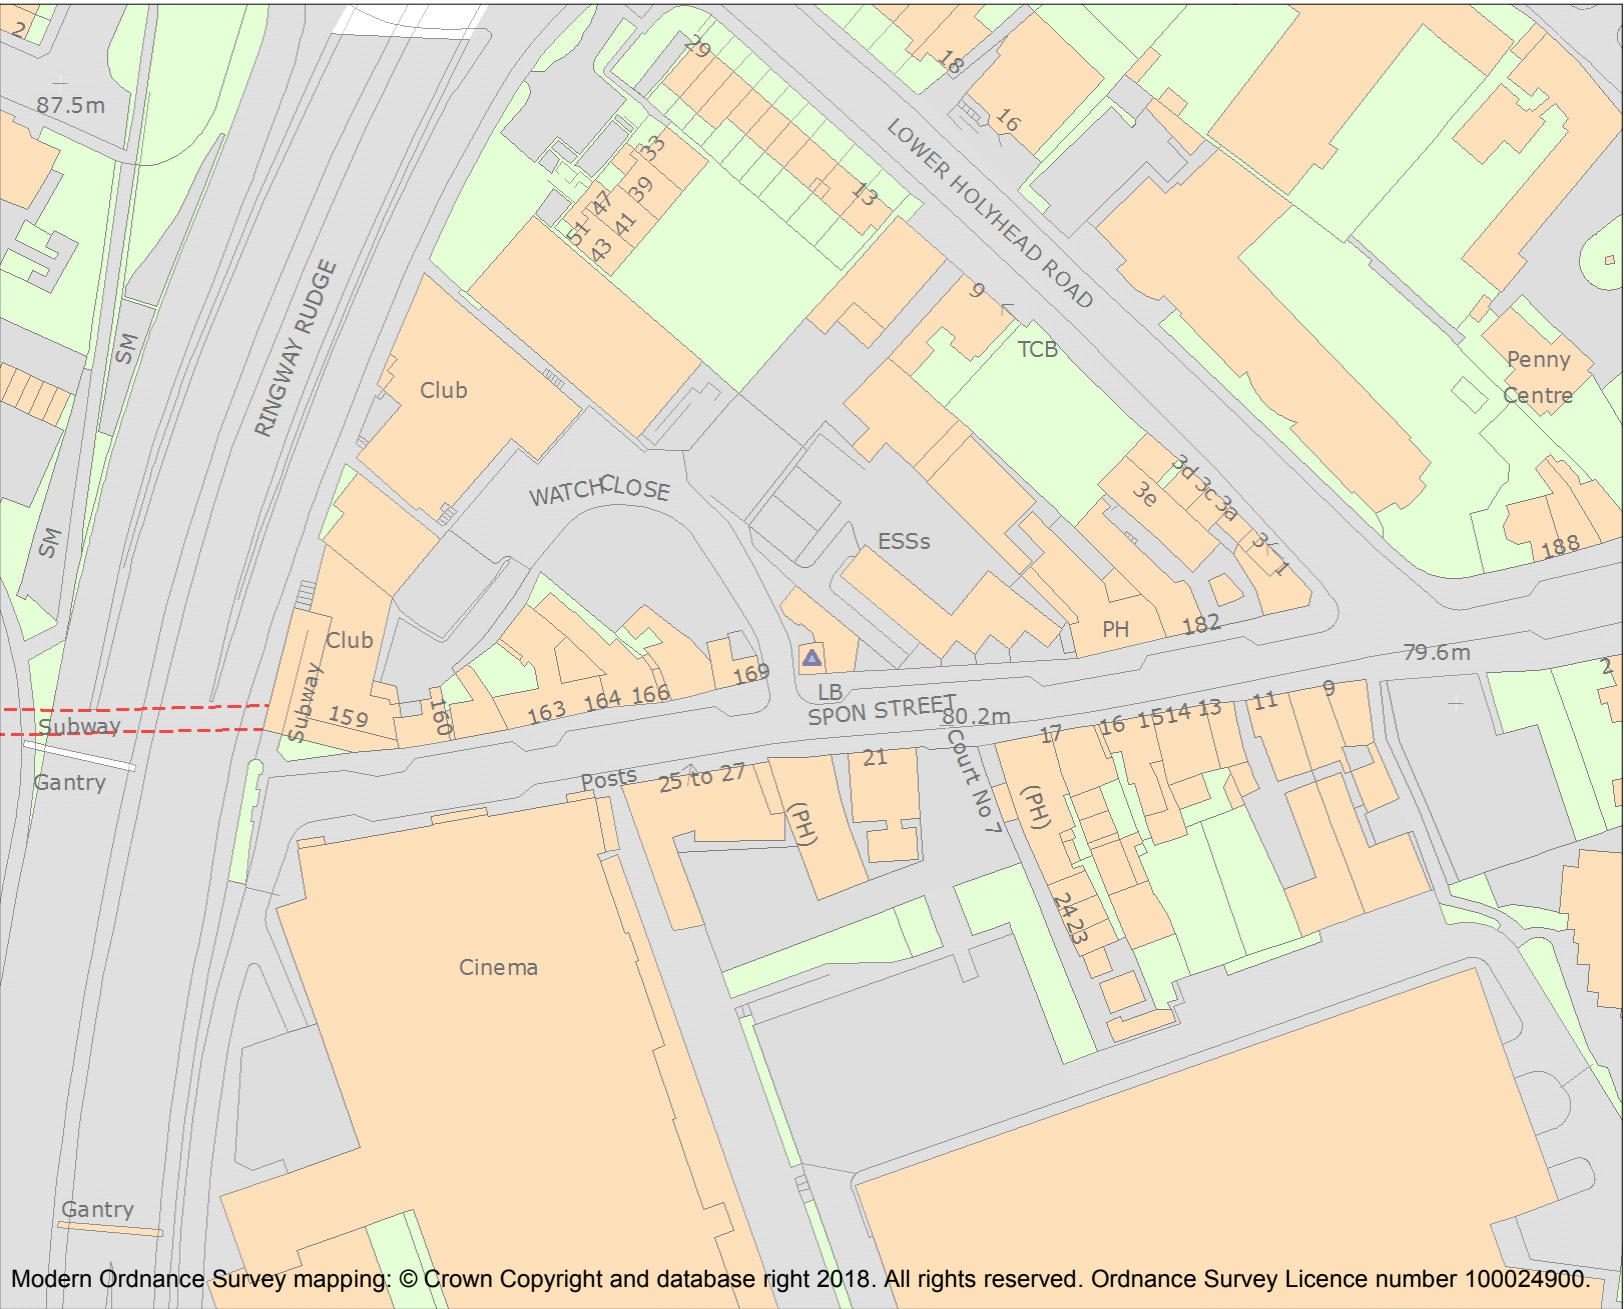 2
29
18
87.5m
16
33
LOWER HOLYHEAD ROAD
39
13
47
41
51
43
9
RINGWAY RUDGE
SM
TCB
Penny
Centre
Club
WATCH CLOSE
3d 3c 3a
3e
SM
ESSs
3
1
188
Club
PH
182
79.6m
2
Subway
169
LB
166
164
163
160
159
SPON STREET
80.2m
9
11
13
14
15
16
17
Subway
Gantry
Posts
25 to 27
21
Court No 7
(PH)
(PH)
24
23
Cinema
Gantry
Modern Ordnance Survey mapping: © Crown Copyright and database right 2018. All rights reserved. Ordnance Survey Licence number 100024900.